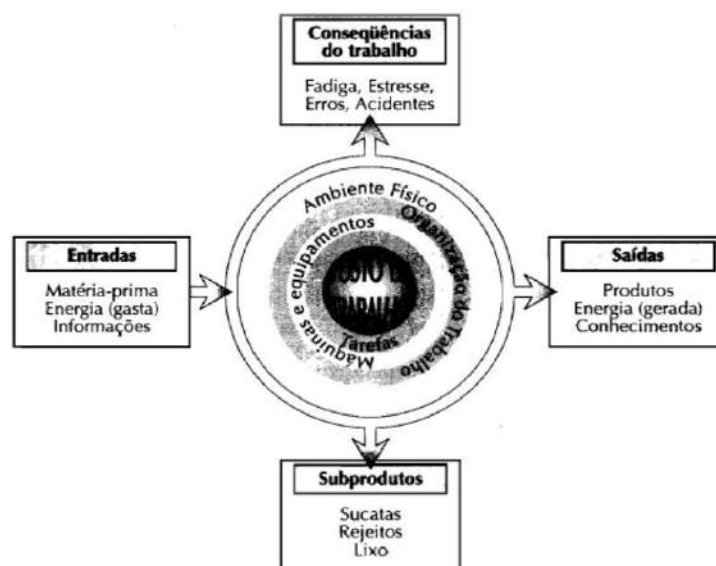 Conseqüências
do trabalho
Fadiga, Estresse,
Erros, Acidentes
Ambiente Físico
Organização do Trabalho
Máquinas e equipamentos
Tarefas
Entradas
Matéria-prima
Energia (gasta)
Informações
Saídas
Produtos
Energia (gerada)
Conhecimentos
Subprodutos
Sucatas
Rejeitos
Lixo